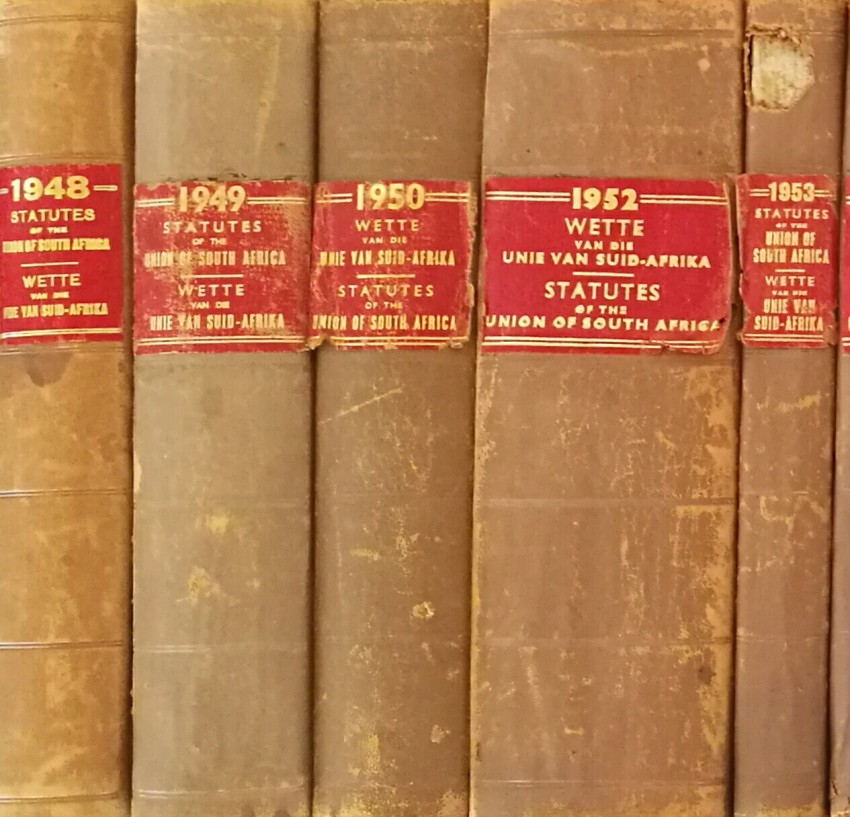 1948
STATUTES
OF THE
UNION OF SOUTH AFRICA
WETTE
VAN DIE
UNIE VAN SUID-AFRIKA
1949
STATUTES
OF THE
UNION OF SOUTH AFRICA
WETTE
VAN DIE
UNIE VAN SUID-AFRIKA
1950
WETTE
VAN DIE
UNIE VAN SUID-AFRIKA
STATUTES
OF THE
UNION OF SOUTH AFRICA
1952
WETTE
VAN DIE
UNIE VAN SUID-AFRIKA
STATUTES
OF THE
UNION OF SOUTH AFRICA
1953
STATUTES
OF THE
UNION OF
SOUTH AFRICA
WETTE
VAN DIE
UNIE VAN
SUID-AFRIKA